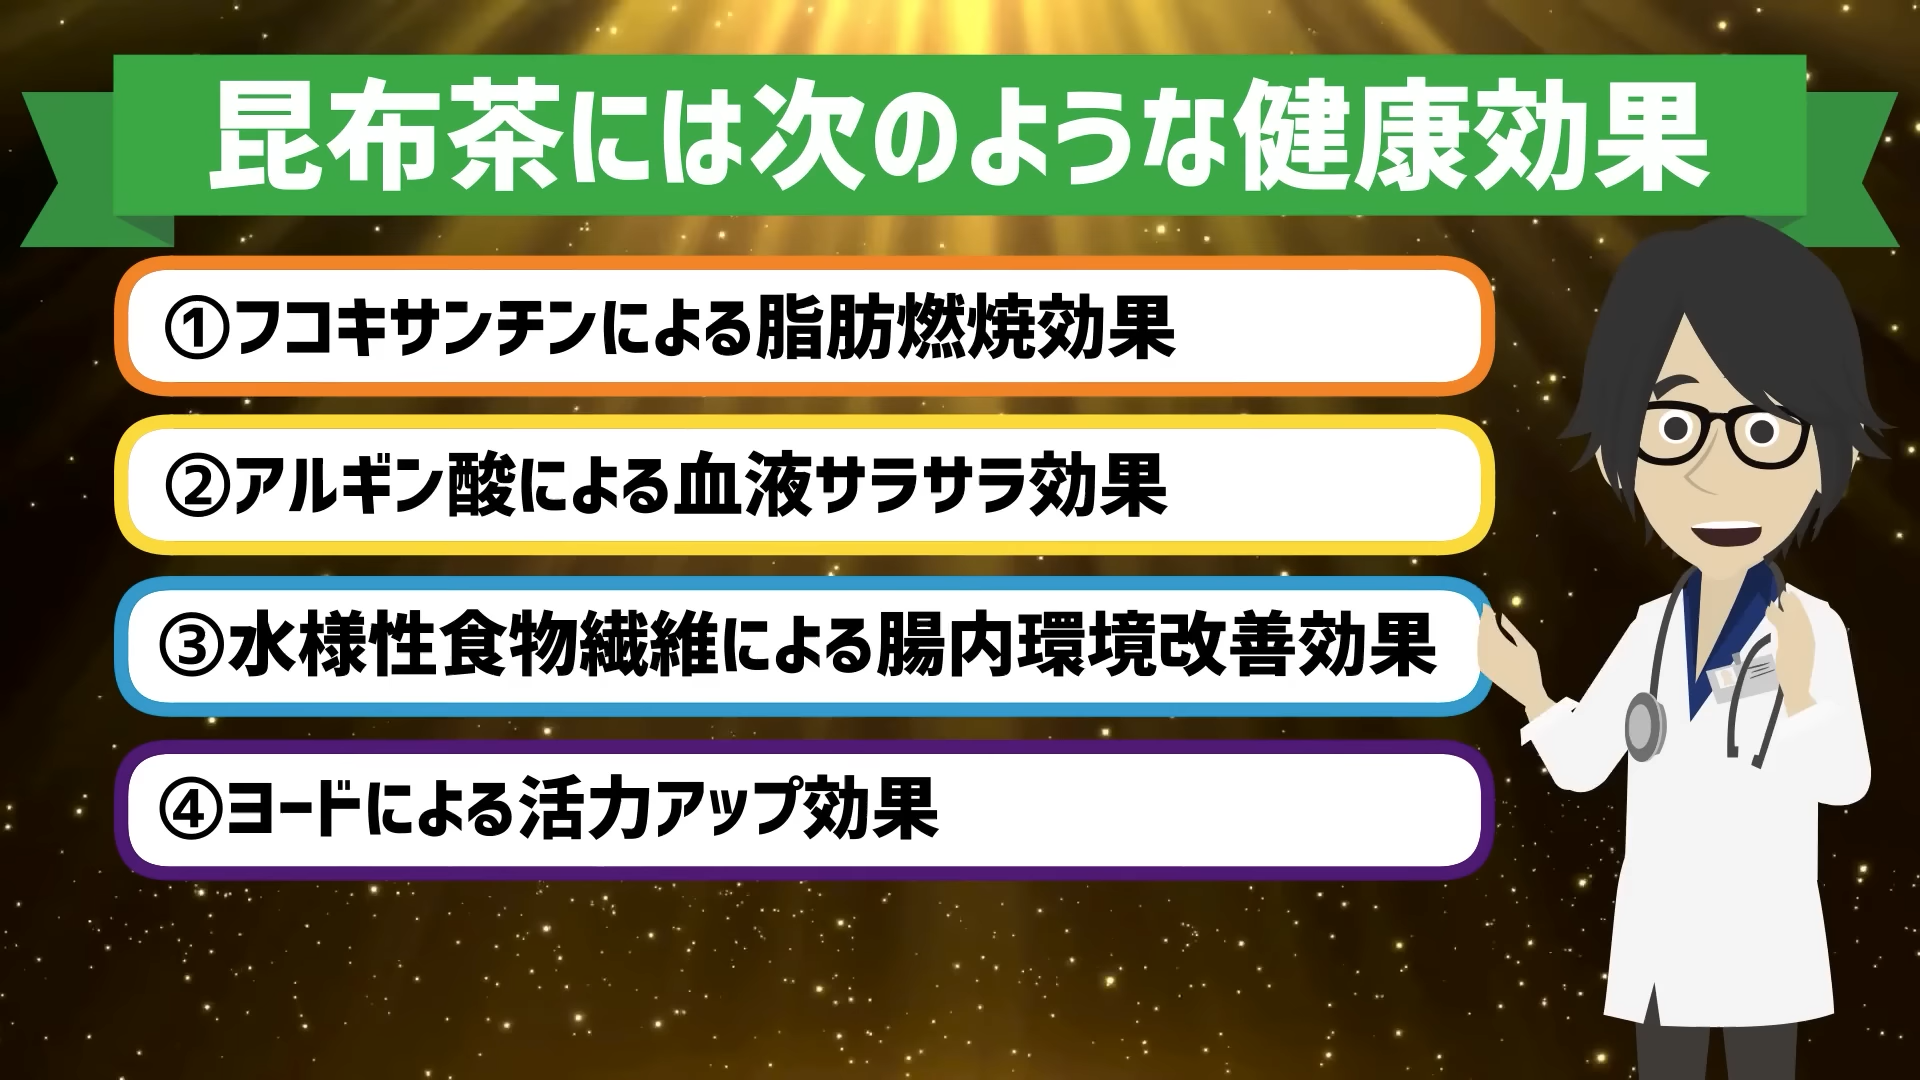 昆布茶には次のような健康効果
①フコキサンチンによる脂肪燃焼効果
②アルギン酸による血液サラサラ効果
③水様性食物繊維による腸内環境改善効果
④ヨードによる活力アップ効果